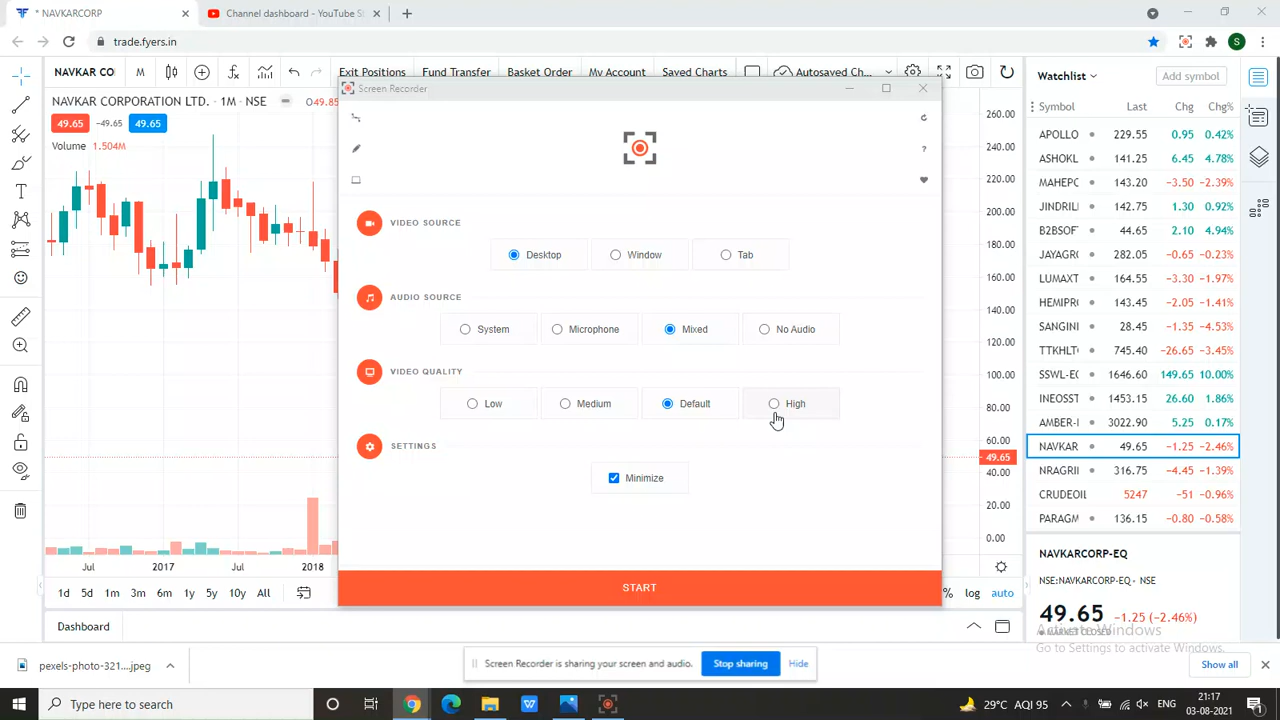 * NAVKARCORP
Channel dashboard - YouTube S
trade.fyers.in
S
NAVKAR CO
M
Exit Positions
Fund Transfer
Basket Order
My Account
Saved Charts
Autosaved Cha...
Watchlist
Add symbol
NAVKAR CORPORATION LTD. · 1M · NSE
O49.85
49.65
−49.65
49.65
Volume 1.504M
Screen Recorder
?
VIDEO SOURCE
Desktop
Window
Tab
AUDIO SOURCE
System
Microphone
Mixed
No Audio
VIDEO QUALITY
Low
Medium
Default
High
SETTINGS
Minimize
START
260.00
240.00
220.00
200.00
180.00
160.00
140.00
120.00
100.00
80.00
60.00
49.65
40.00
20.00
0.00
Symbol Last Chg Chg%
APOLLO 229.55 0.95 0.42%
ASHOKL 141.25 6.45 4.78%
MAHEPC 143.20 −3.50 −2.39%
JINDRIL 142.75 1.30 0.92%
B2BSOFT 44.65 2.10 4.94%
JAYAGRO 282.05 −0.65 −0.23%
LUMAXT 164.55 −3.30 −1.97%
HEMIPR 143.45 −2.05 −1.41%
SANGIN 28.45 −1.35 −4.53%
TTKHLT 745.40 −26.65 −3.45%
SSWL-EQ 1646.60 149.65 10.00%
INEOSST 1453.15 26.60 1.86%
AMBER-I 3022.90 5.25 0.17%
NAVKAR 49.65 −1.25 −2.46%
NRAGRII 316.75 −4.45 −1.39%
CRUDEOIL 5247 −51 −0.96%
PARAGM 136.15 −0.80 −0.58%
Jul 2017 Jul 2018
1d 5d 1m 3m 6m 1y 5y 10y All
% log auto
NAVKARCORP-EQ
NSE:NAVKARCORP-EQ - NSE
49.65 −1.25 (−2.46%)
MARKET CLOSED
Activate Windows
Go to Settings to activate Windows.
Dashboard
pexels-photo-321....jpeg
Screen Recorder is sharing your screen and audio.
Stop sharing
Hide
Show all
Type here to search
W
29°C AQI 95
ENG
21:17
03-08-2021
1